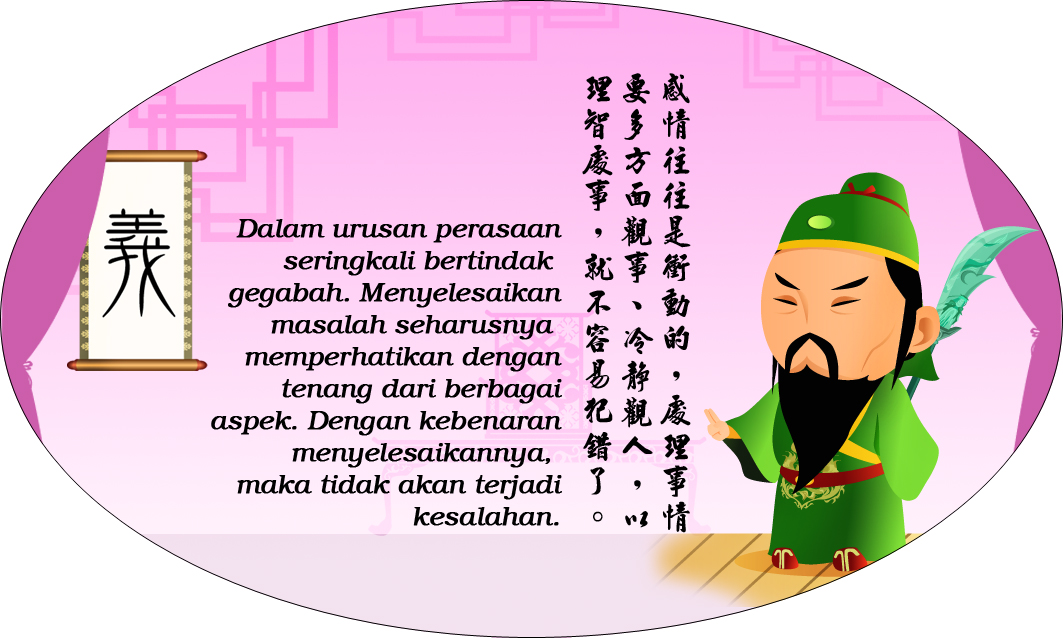 義
Dalam urusan perasaan
seringkali bertindak
gegabah. Menyelesaikan
masalah seharusnya
memperhatikan dengan
tenang dari berbagai
aspek. Dengan kebenaran
menyelesaikannya,
maka tidak akan terjadi
kesalahan.
感情往往是衝動的，處理事情
要多方面觀事、冷靜觀人，以
理智處事，就不容易犯錯了。